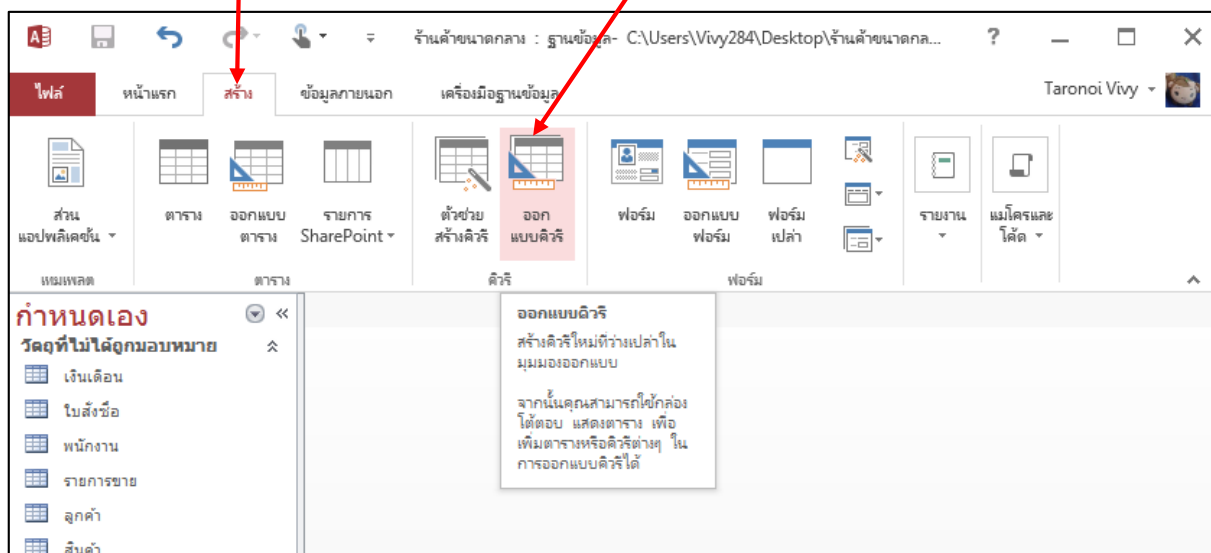 ร้านค้าขนาดกลาง : ฐานข้อมูล- C:\Users\Vivy284\Desktop\ร้านค้าขนาดกล... ?
ไฟล์ หน้าแรก สร้าง ข้อมูลภายนอก เครื่องมือฐานข้อมูล Taronoi Vivy
ส่วน
แอปพลิเคชัน
ตาราง
ออกแบบ
ตาราง
รายการ
SharePoint
ตัวช่วย
สร้างคิวรี
ออก
แบบคิวรี
ฟอร์ม
ออกแบบ
ฟอร์ม
ฟอร์ม
เปล่า
รายงาน
แมโครและ
โค้ด
เทมเพลต ตาราง คิวรี ฟอร์ม
กำหนดเอง
วัตถุที่ไม่ได้ถูกมอบหมาย
เงินเดือน
ใบสั่งซื้อ
พนักงาน
รายการขาย
ลูกค้า
สินค้า
ออกแบบคิวรี
สร้างคิวรีใหม่ที่ว่างเปล่าใน
มุมมองออกแบบ
จากนั้นคุณสามารถใช้กล่อง
โต้ตอบ แสดงตาราง เพื่อ
เพิ่มตารางหรือคิวรีต่างๆ ใน
การออกแบบคิวรีได้